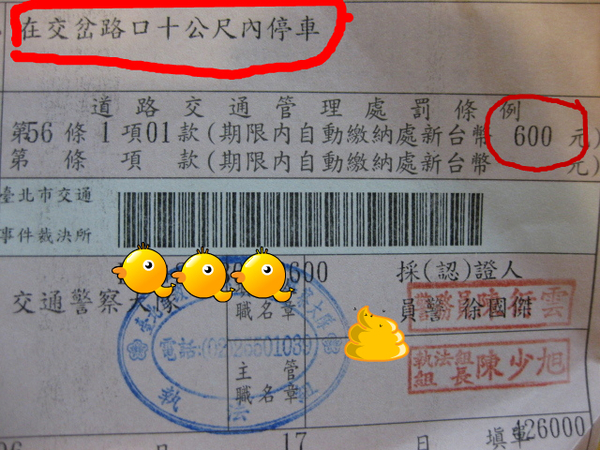 在交岔路口十公尺內停車
道路交通管理處罰條例
第56條1項01款(期限內自動繳納處新台幣 600 元)
第 條 項 款(期限內自動繳納處新台幣 元)
臺北市交通
事件裁決所
600
採(認)證人
交通警察大隊
職名章
員警 徐國傑
電話:
執法組
組長 陳少旭
主管
職名章
月 17 日 填單
426000